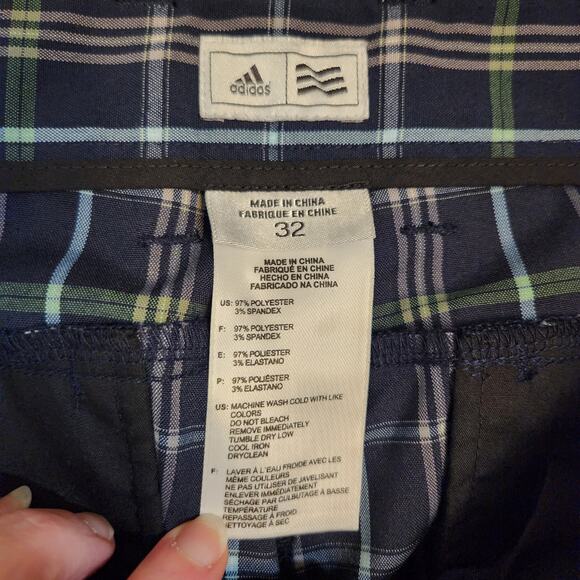 adidas
MADE IN CHINA
FABRIQUE EN CHINE
32
MADE IN CHINA
FABRIQUÉ EN CHINE
HECHO EN CHINA
FABRICADO NA CHINA
US: 97% POLYESTER
3% SPANDEX
F: 97% POLYESTER
3% SPANDEX
E: 97% POLIESTER
3% ELASTANO
P: 97% POLIÉSTER
3% ELASTANO
US: MACHINE WASH COLD WITH LIKE
COLORS
DO NOT BLEACH
REMOVE IMMEDIATELY
TUMBLE DRY LOW
COOL IRON
DRYCLEAN
F: LAVER À L'EAU FROIDE AVEC LES
MÊME COULEURS
NE PAS UTILISER DE JAVELISANT
ENLEVER IMMÉDIATEMENT
SÉCHAGE PAR CULBUTAGE À BASSE
TEMPÉRATURE
REPASSAGE À FROID
NETTOYAGE À SEC